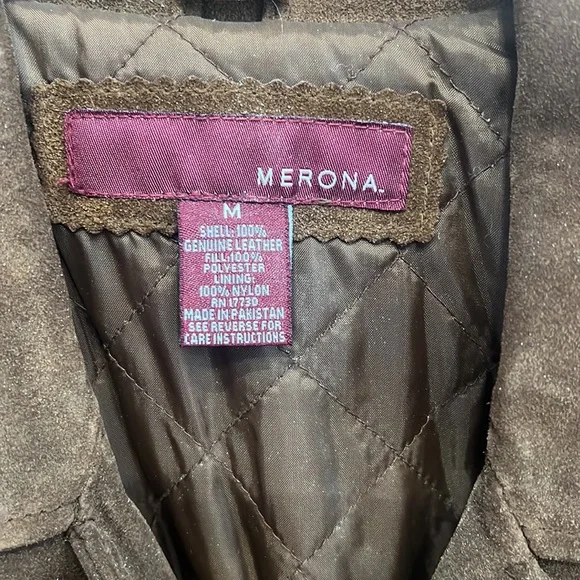 MERONA.
M
SHELL: 100%
GENUINE LEATHER
FILL: 100%
POLYESTER
LINING:
100% NYLON
RN 17730
MADE IN PAKISTAN
SEE REVERSE FOR
CARE INSTRUCTIONS